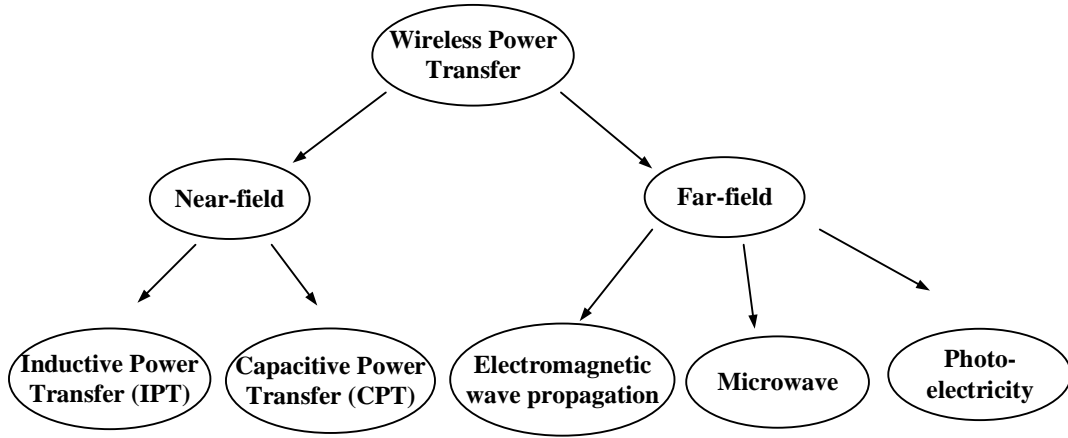 Wireless Power
Transfer
Near-field
Far-field
Inductive Power
Transfer (IPT)
Capacitive Power
Transfer (CPT)
Electromagnetic
wave propagation
Microwave
Photo-
electricity